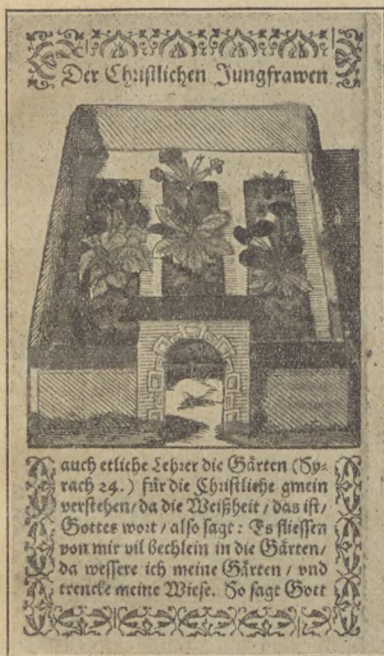 Der Christlichen Jungfrawen
auch etliche Lehrer die Gärten (Sy-
rach 24.) für die Christliche gmein
verstehen/ da die Weißheit / das ist/
Gottes wort / also sagt: Es fliessen
von mir vil bechlein in die Gärten/
da wessere ich meine Gärten / vnd
trencke meine Wiese. So sagt Gott